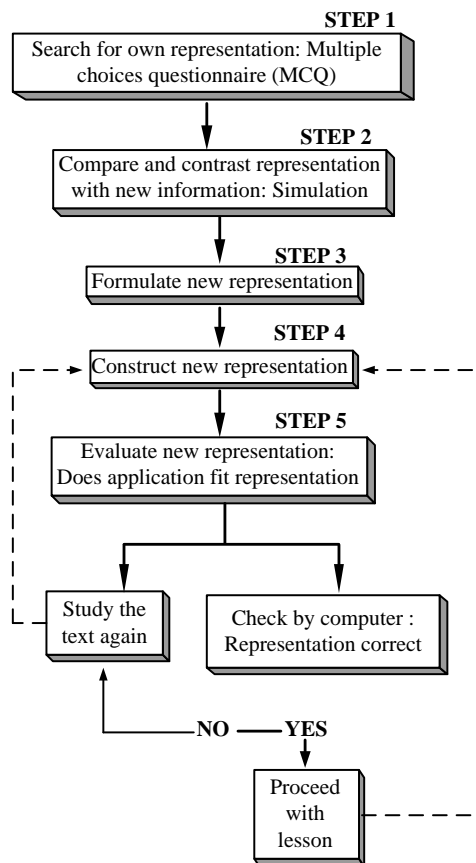 STEP 1
Search for own representation: Multiple
choices questionnaire (MCQ)
STEP 2
Compare and contrast representation
with new information: Simulation
STEP 3
Formulate new representation
STEP 4
Construct new representation
STEP 5
Evaluate new representation:
Does application fit representation
Study the
text again
Check by computer :
Representation correct
NO
YES
Proceed
with
lesson